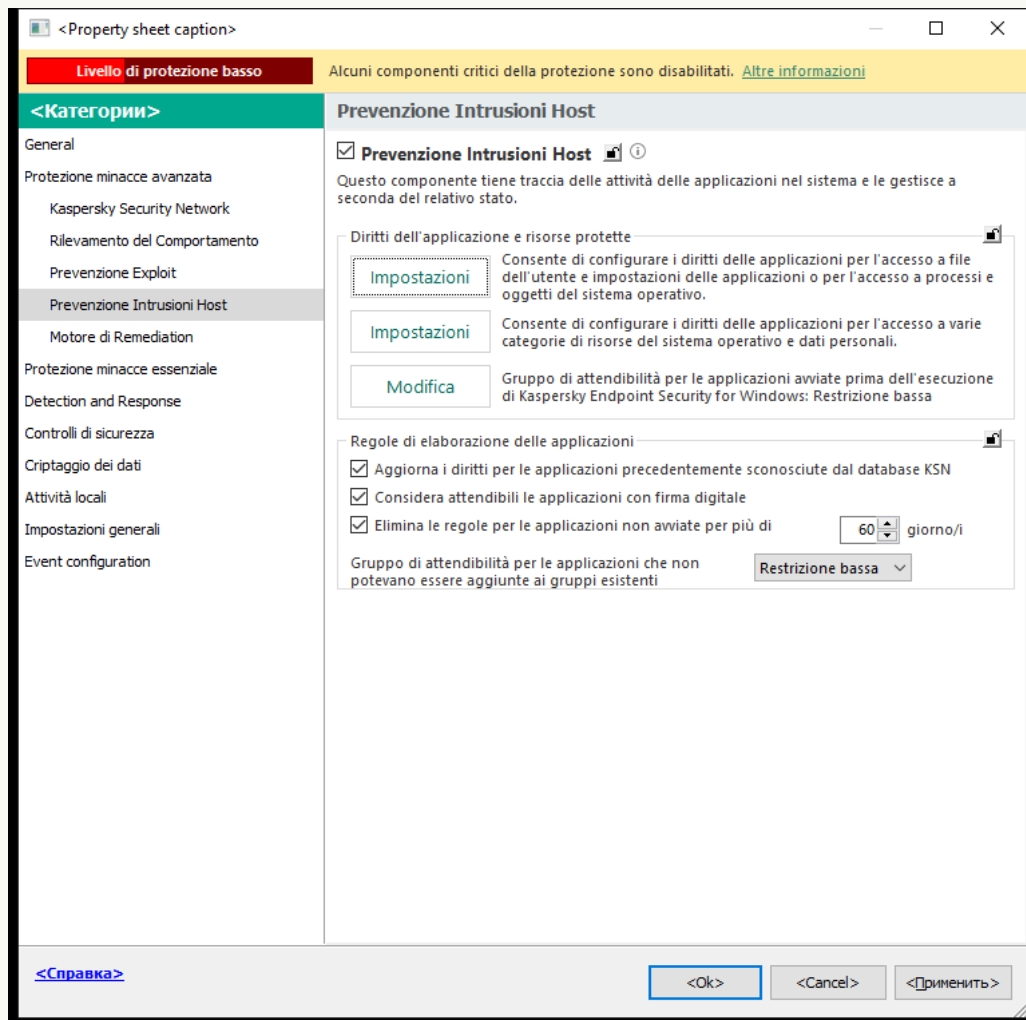 <Property sheet caption>
Livello di protezione basso
Alcuni componenti critici della protezione sono disabilitati. Altre informazioni
<Категории>
General
Protezione minacce avanzata
Kaspersky Security Network
Rilevamento del Comportamento
Prevenzione Exploit
Prevenzione Intrusioni Host
Motore di Remediation
Protezione minacce essenziale
Detection and Response
Controlli di sicurezza
Criptaggio dei dati
Attività locali
Impostazioni generali
Event configuration
Prevenzione Intrusioni Host
Prevenzione Intrusioni Host
Questo componente tiene traccia delle attività delle applicazioni nel sistema e le gestisce a
seconda del relativo stato.
Diritti dell'applicazione e risorse protette
Impostazioni
Consente di configurare i diritti delle applicazioni per l'accesso a file
dell'utente e impostazioni delle applicazioni o per l'accesso a processi e
oggetti del sistema operativo.
Impostazioni
Consente di configurare i diritti delle applicazioni per l'accesso a varie
categorie di risorse del sistema operativo e dati personali.
Modifica
Gruppo di attendibilità per le applicazioni avviate prima dell'esecuzione
di Kaspersky Endpoint Security for Windows: Restrizione bassa
Regole di elaborazione delle applicazioni
Aggiorna i diritti per le applicazioni precedentemente sconosciute dal database KSN
Considera attendibili le applicazioni con firma digitale
Elimina le regole per le applicazioni non avviate per più di 60 giorno/i
Gruppo di attendibilità per le applicazioni che non
potevano essere aggiunte ai gruppi esistenti
Restrizione bassa
<Справка>
<Ok>
<Cancel>
<Применить>